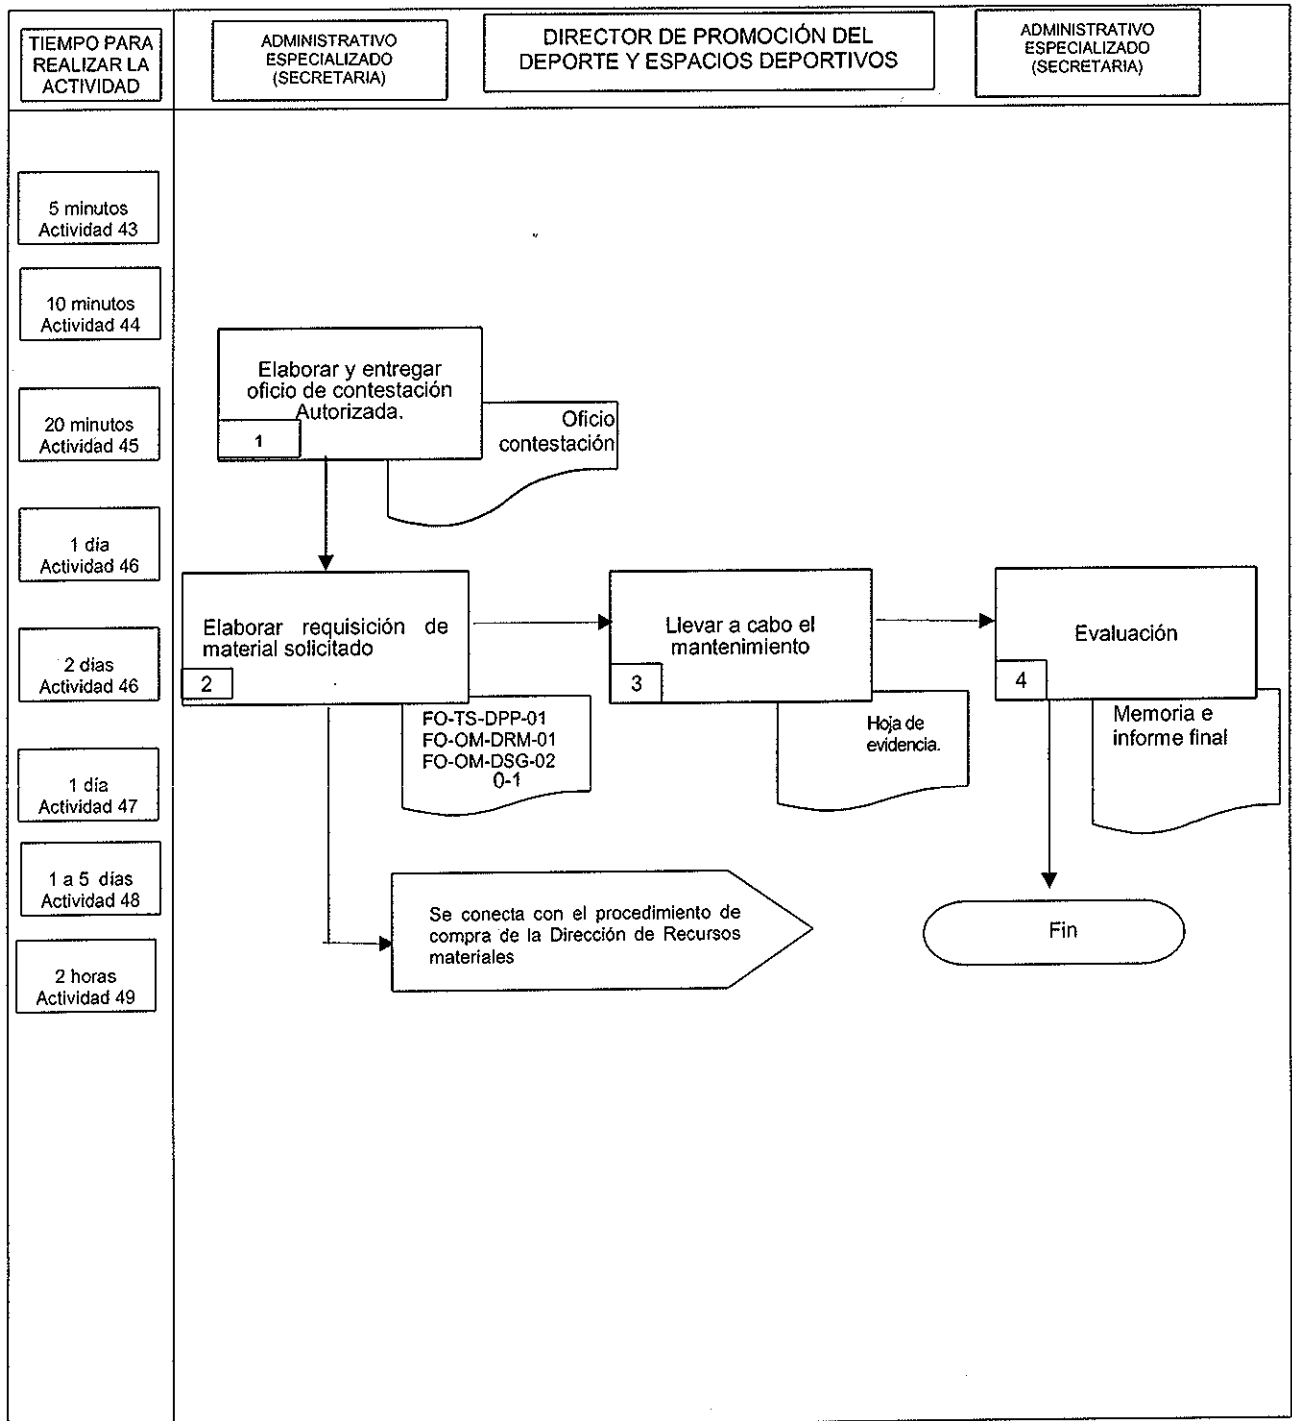 TIEMPO PARA
REALIZAR LA
ACTIVIDAD
ADMINISTRATIVO
ESPECIALIZADO
(SECRETARIA)
DIRECTOR DE PROMOCIÓN DEL
DEPORTE Y ESPACIOS DEPORTIVOS
ADMINISTRATIVO
ESPECIALIZADO
(SECRETARIA)
5 minutos
Actividad 43
10 minutos
Actividad 44
20 minutos
Actividad 45
1 día
Actividad 46
2 días
Actividad 46
1 día
Actividad 47
1 a 5 días
Actividad 48
2 horas
Actividad 49
Elaborar y entregar
oficio de contestación
Autorizada.
1
Oficio
contestación
Elaborar requisición de
material solicitado
2
FO-TS-DPP-01
FO-OM-DRM-01
FO-OM-DSG-02
0-1
Llevar a cabo el
mantenimiento
3
Hoja de
evidencia.
Evaluación
4
Memoria e
informe final
Se conecta con el procedimiento de
compra de la Dirección de Recursos
materiales
Fin